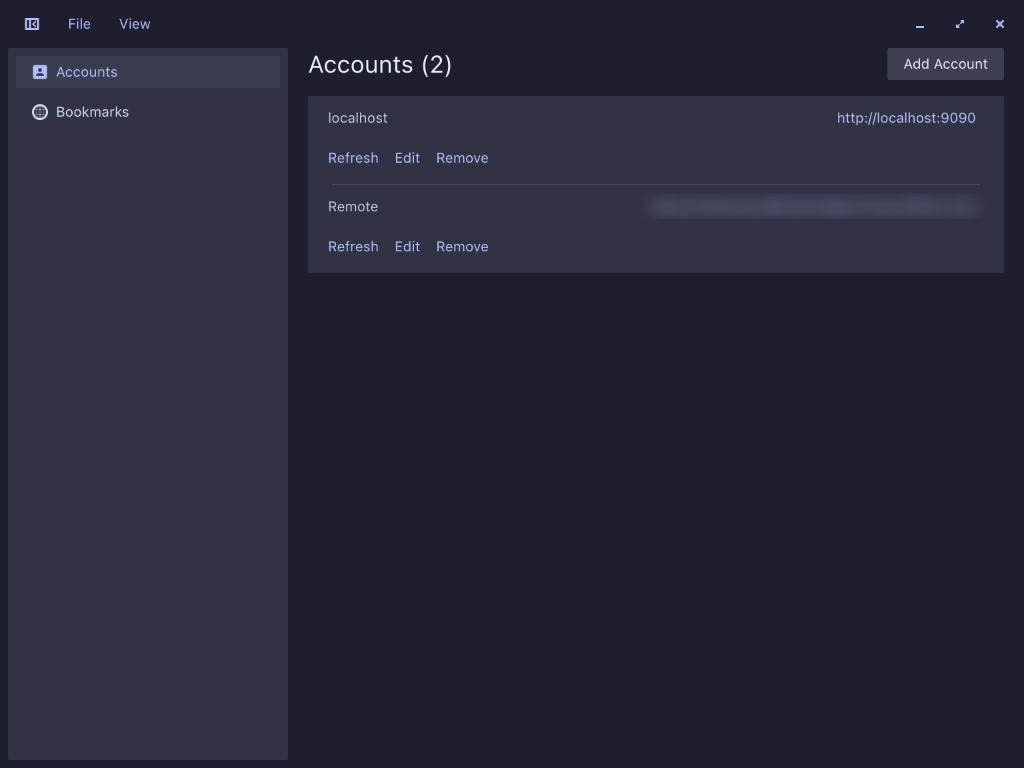 File View
Accounts
Bookmarks
Accounts (2)
Add Account
localhost http://localhost:9090
Refresh Edit Remove
Remote
Refresh Edit Remove